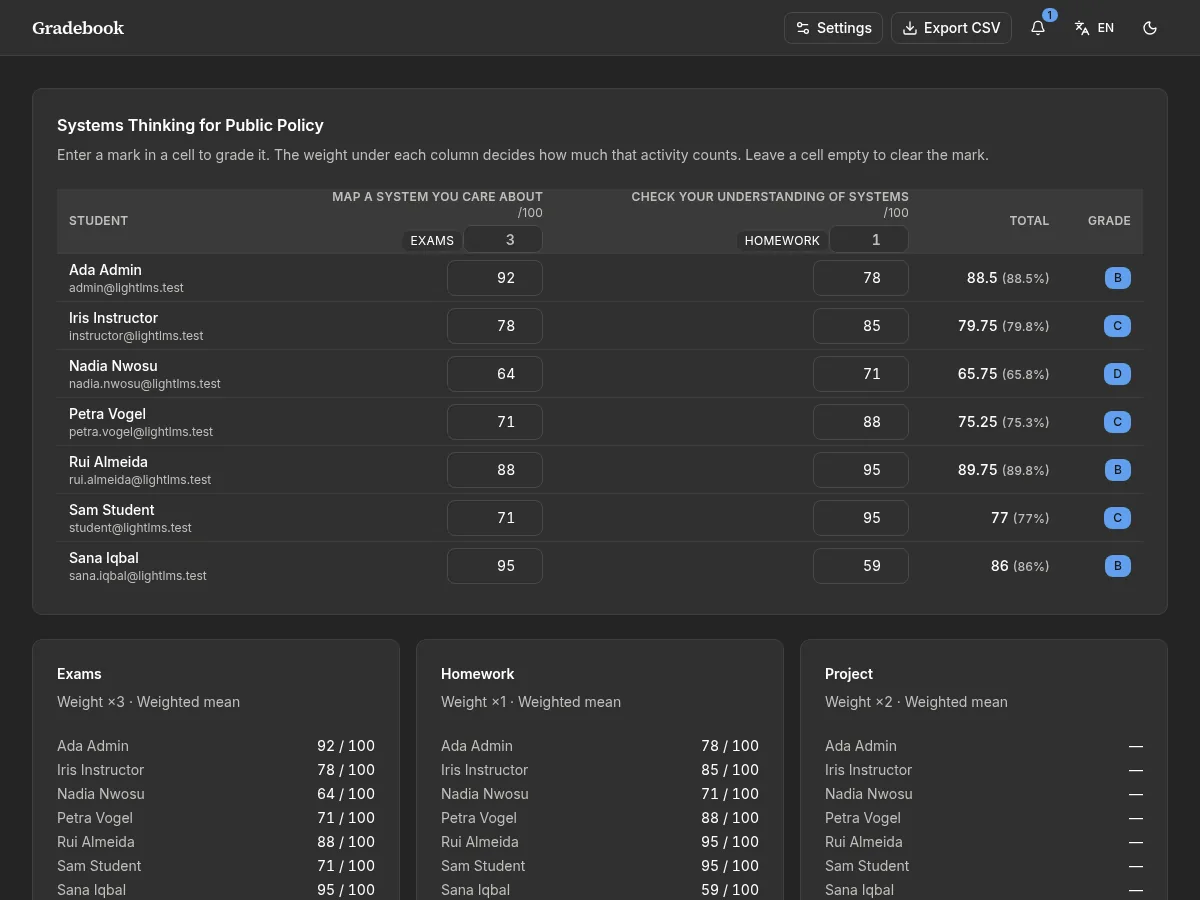 Gradebook
Settings
Export CSV
1
EN
Systems Thinking for Public Policy
Enter a mark in a cell to grade it. The weight under each column decides how much that activity counts. Leave a cell empty to clear the mark.
STUDENT
MAP A SYSTEM YOU CARE ABOUT
/100
EXAMS 3
CHECK YOUR UNDERSTANDING OF SYSTEMS
/100
HOMEWORK 1
TOTAL
GRADE
Ada Admin
admin@lightlms.test
92 78 88.5 (88.5%) B
Iris Instructor
instructor@lightlms.test
78 85 79.75 (79.8%) C
Nadia Nwosu
nadia.nwosu@lightlms.test
64 71 65.75 (65.8%) D
Petra Vogel
petra.vogel@lightlms.test
71 88 75.25 (75.3%) C
Rui Almeida
rui.almeida@lightlms.test
88 95 89.75 (89.8%) B
Sam Student
student@lightlms.test
71 95 77 (77%) C
Sana Iqbal
sana.iqbal@lightlms.test
95 59 86 (86%) B
Exams
Weight ×3 · Weighted mean
Ada Admin 92 / 100
Iris Instructor 78 / 100
Nadia Nwosu 64 / 100
Petra Vogel 71 / 100
Rui Almeida 88 / 100
Sam Student 71 / 100
Sana Iqbal 95 / 100
Homework
Weight ×1 · Weighted mean
Ada Admin 78 / 100
Iris Instructor 85 / 100
Nadia Nwosu 71 / 100
Petra Vogel 88 / 100
Rui Almeida 95 / 100
Sam Student 95 / 100
Sana Iqbal 59 / 100
Project
Weight ×2 · Weighted mean
Ada Admin —
Iris Instructor —
Nadia Nwosu —
Petra Vogel —
Rui Almeida —
Sam Student —
Sana Iqbal —